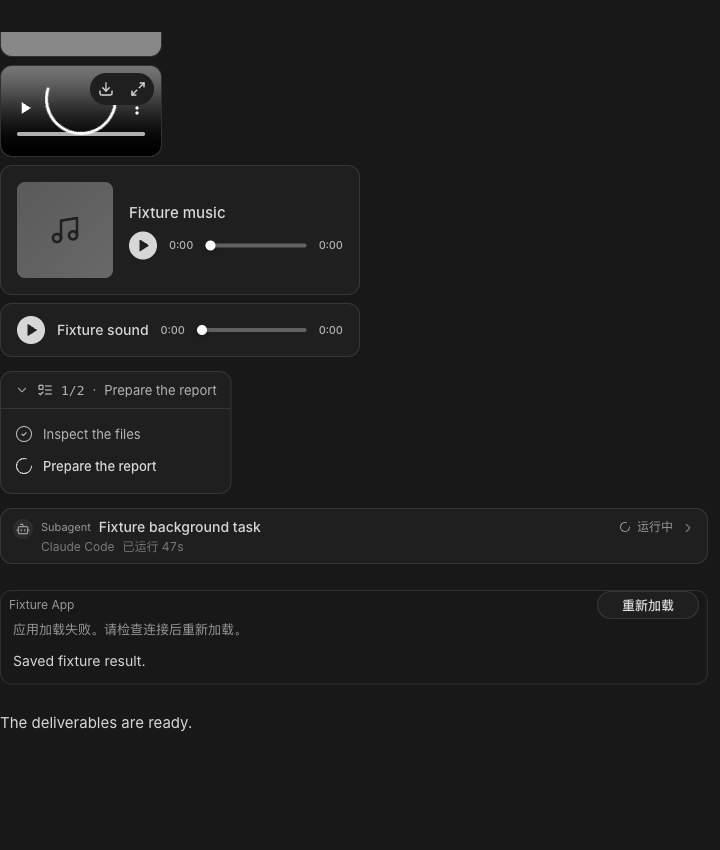 Fixture music
0:00 0:00
Fixture sound 0:00 0:00
1/2 · Prepare the report
Inspect the files
Prepare the report
Subagent Fixture background task 运行中
Claude Code 已运行 47s
Fixture App 重新加载
应用加载失败。请检查连接后重新加载。
Saved fixture result.
The deliverables are ready.